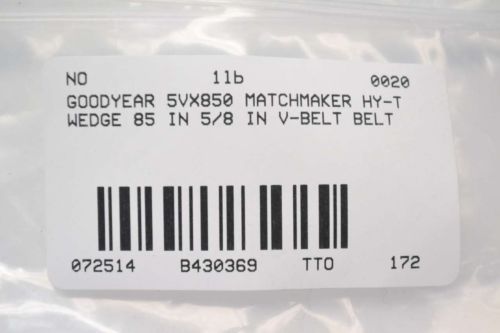 NO 11b 0020
GOODYEAR 5VX850 MATCHMAKER HY-T
WEDGE 85 IN 5/8 IN V-BELT BELT
072514 B430369 TTO 172